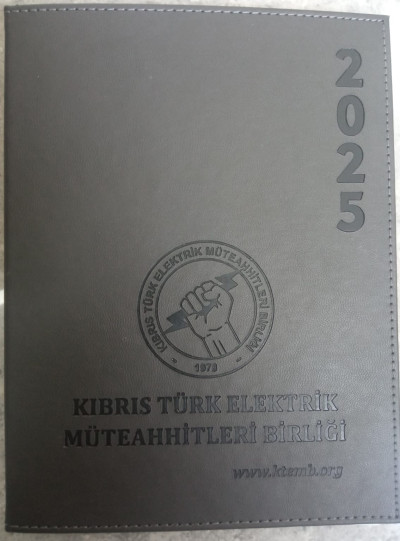 2025
KIBRIS TÜRK ELEKTRİK MÜTEAHHİTLERİ BİRLİĞİ
- 1979 -
KIBRIS TÜRK ELEKTRİK
MÜTEAHHİTLERİ BİRLİĞİ
www.ktemb.org